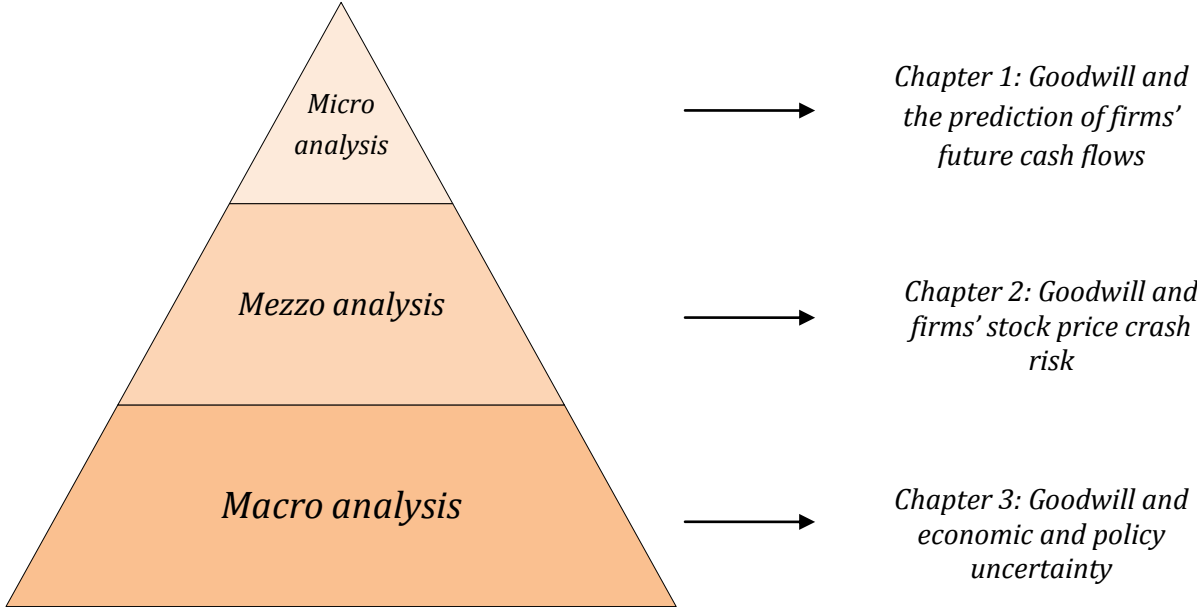 Micro
analysis
Chapter 1: Goodwill and
the prediction of firms’
future cash flows
Mezzo analysis
Chapter 2: Goodwill and
firms’ stock price crash
risk
Macro analysis
Chapter 3: Goodwill and
economic and policy
uncertainty